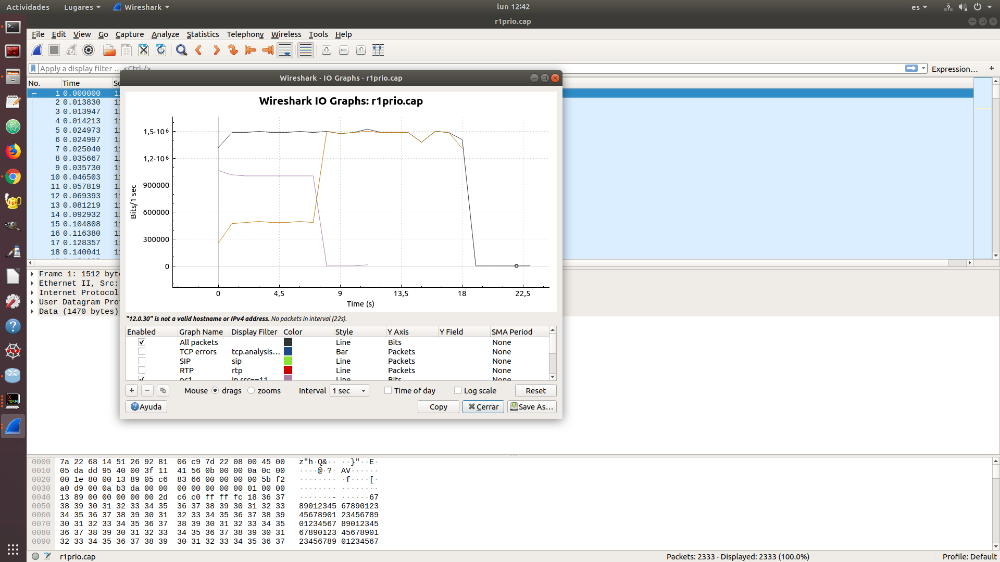 Actividades Lugares Wireshark lun 12:42 es
r1prio.cap
File Edit View Go Capture Analyze Statistics Telephony Wireless Tools Help
Apply a display filter … <Ctrl-/> Expression… +
No. Time
1 0.000000
2 0.013830
3 0.013947
4 0.014213
5 0.024973
6 0.024997
7 0.025040
8 0.035667
9 0.035730
10 0.046503
11 0.057819
12 0.069393
13 0.081219
14 0.092932
15 0.104808
16 0.116380
17 0.128357
18 0.140041
Frame 1: 1512 byt
Ethernet II, Src:
Internet Protocol
User Datagram Pro
Data (1470 bytes)
Wireshark · IO Graphs · r1prio.cap
Wireshark IO Graphs: r1prio.cap
1,5·10⁶
1,2·10⁶
900000
600000
300000
0
Bits/1 sec
0 4,5 9 13,5 18 22,5
Time (s)
"12.0.30" is not a valid hostname or IPv4 address. No packets in interval (22s).
Enabled Graph Name Display Filter Color Style Y Axis Y Field SMA Period
All packets Line Bits None
TCP errors tcp.analysis… Bar Packets None
SIP sip Line Packets None
RTP rtp Line Packets None
pc1 ip.src==11 Line Bits None
+ − Mouse drags zooms Interval 1 sec Time of day Log scale Reset
Ayuda Copy Cerrar Save As…
0000 7a 22 68 14 51 26 92 81 06 c9 7d 22 08 00 45 00 z"h·Q&·· ··}"··E·
0010 05 da dd 95 40 00 3f 11 41 56 0b 00 00 0a 0c 00 ····@·?· AV······
0020 00 1e 80 00 13 89 05 c6 83 66 00 00 00 00 5b f2 ········ ·f····[·
0030 a0 d9 00 0a b3 da 00 00 00 00 00 00 00 01 00 00 ········ ········
0040 13 89 00 00 00 00 00 2d c6 c0 ff ff fc 18 36 37 ·······- ······67
0050 38 39 30 31 32 33 34 35 36 37 38 39 30 31 32 33 89012345 67890123
0060 34 35 36 37 38 39 30 31 32 33 34 35 36 37 38 39 45678901 23456789
0070 30 31 32 33 34 35 36 37 38 39 30 31 32 33 34 35 01234567 89012345
0080 36 37 38 39 30 31 32 33 34 35 36 37 38 39 30 31 67890123 45678901
0090 32 33 34 35 36 37 38 39 30 31 32 33 34 35 36 37 23456789 01234567
r1prio.cap Packets: 2333 · Displayed: 2333 (100.0%) Profile: Default